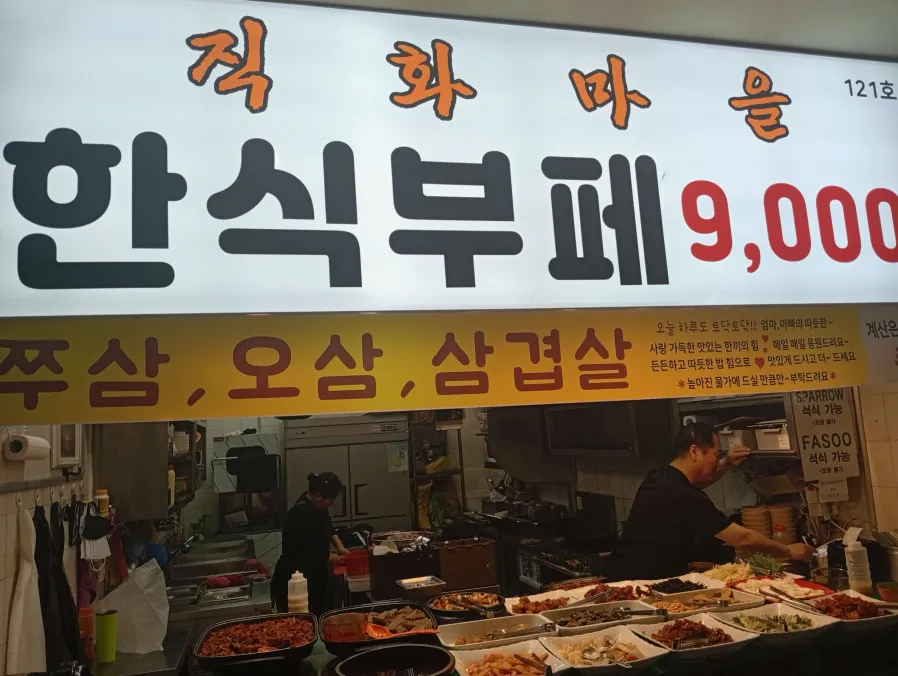 직화마을
121호
한식부페 9,000
쭈삼, 오삼, 삼겹살
오늘 하루도 토닥토닥!! 엄마,아빠의 따뜻한~
사랑 가득한 맛있는 한끼의 힘 매일 매일 응원드려요~
든든하고 따뜻한 밥 힘으로 ♥ 맛있게 드시고 더~ 드세요
*높아진 물가에 드실 만큼만~부탁드려요*
계산은
SPARROW
석식 가능
FASOO
석식 가능